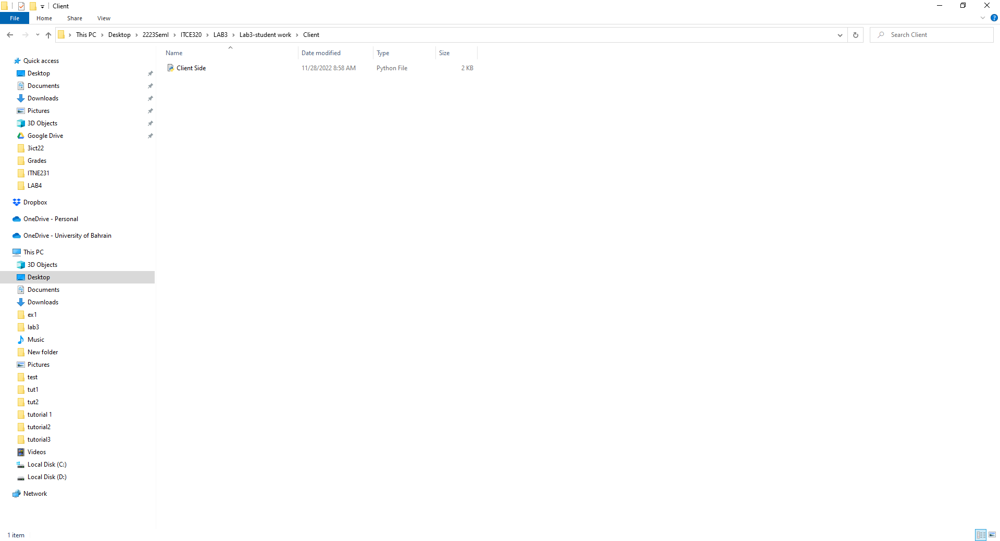 Client
File Home Share View
This PC Desktop 2223SemI ITCE320 LAB3 Lab3-student work Client
Search Client
Name Date modified Type Size
Client Side 11/28/2022 8:58 AM Python File 2 KB
Quick access
Desktop
Documents
Downloads
Pictures
3D Objects
Google Drive
3ict22
Grades
ITNE231
LAB4
Dropbox
OneDrive - Personal
OneDrive - University of Bahrain
This PC
3D Objects
Desktop
Documents
Downloads
ex1
lab3
Music
New folder
Pictures
test
tut1
tut2
tutorial 1
tutorial2
tutorial3
Videos
Local Disk (C:)
Local Disk (D:)
Network
1 item